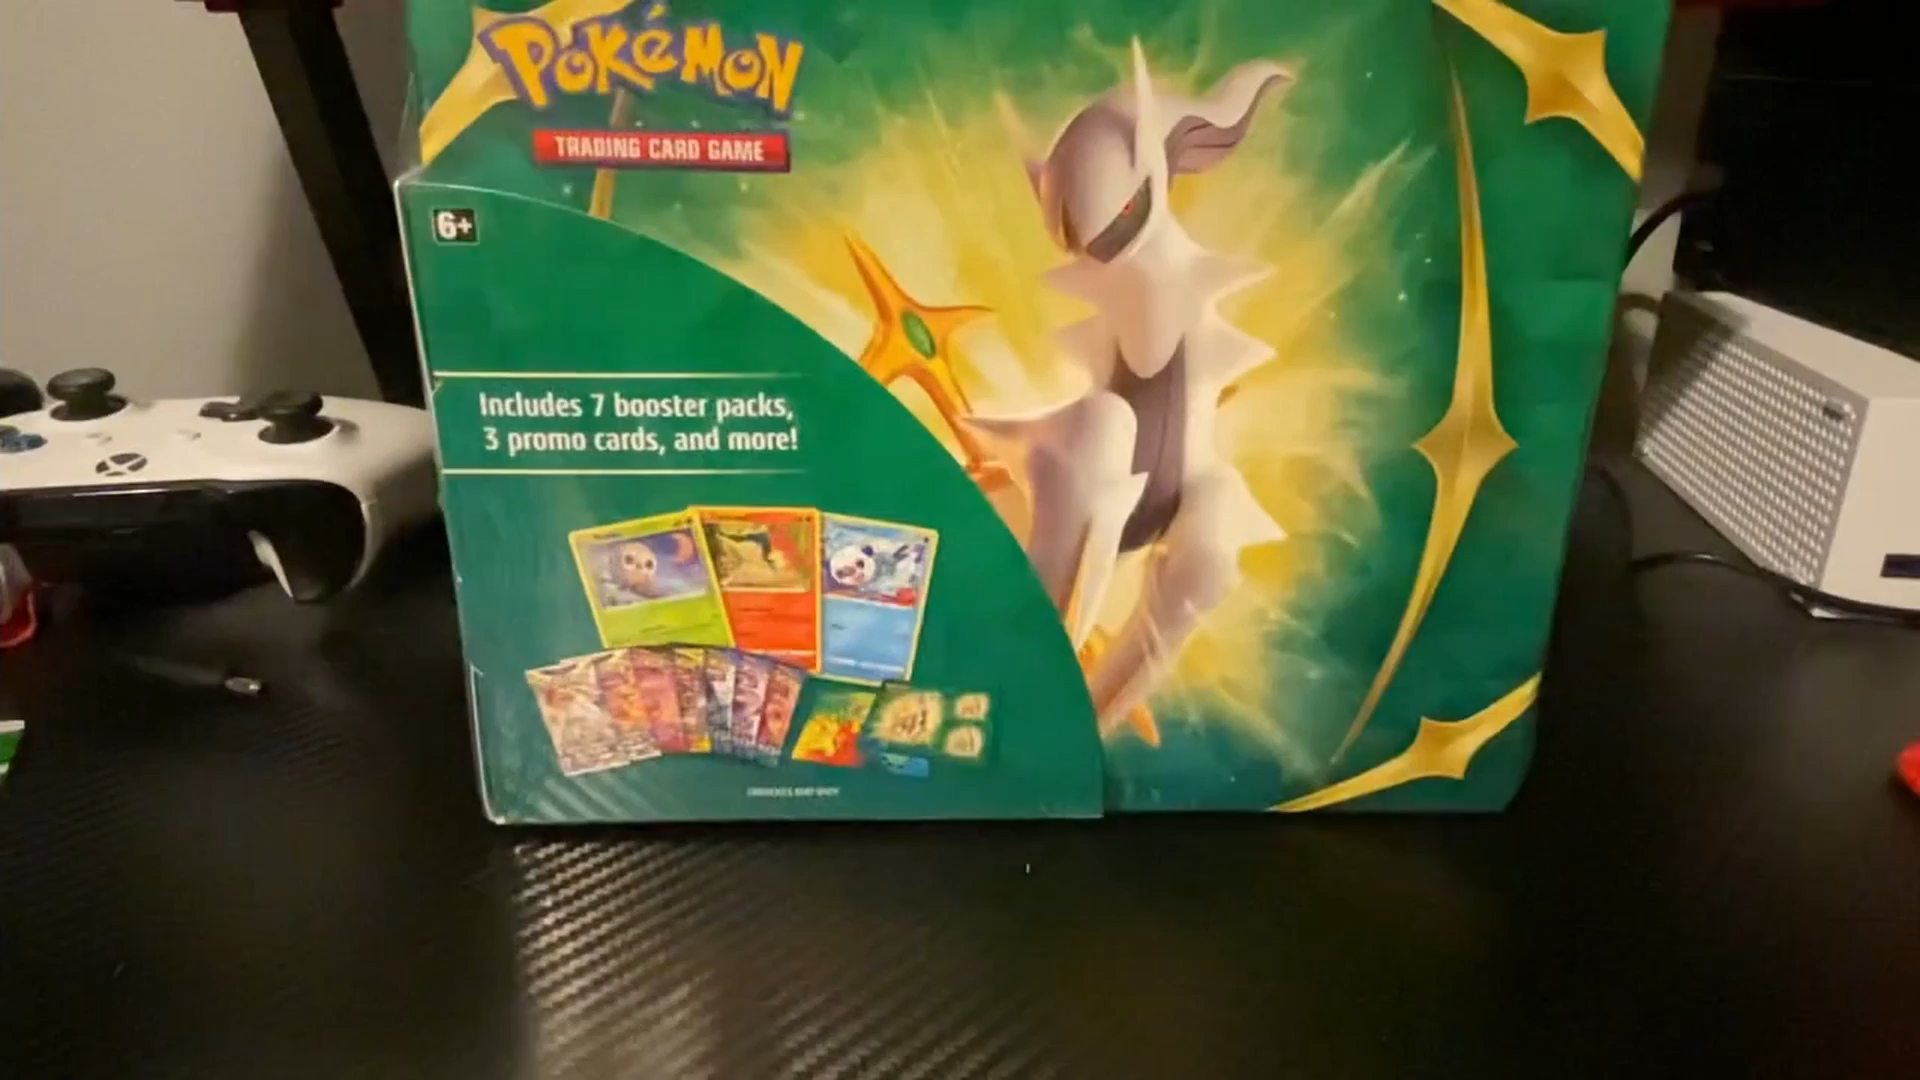 POKéMON
TRADING CARD GAME
6+
Includes 7 booster packs,
3 promo cards, and more!